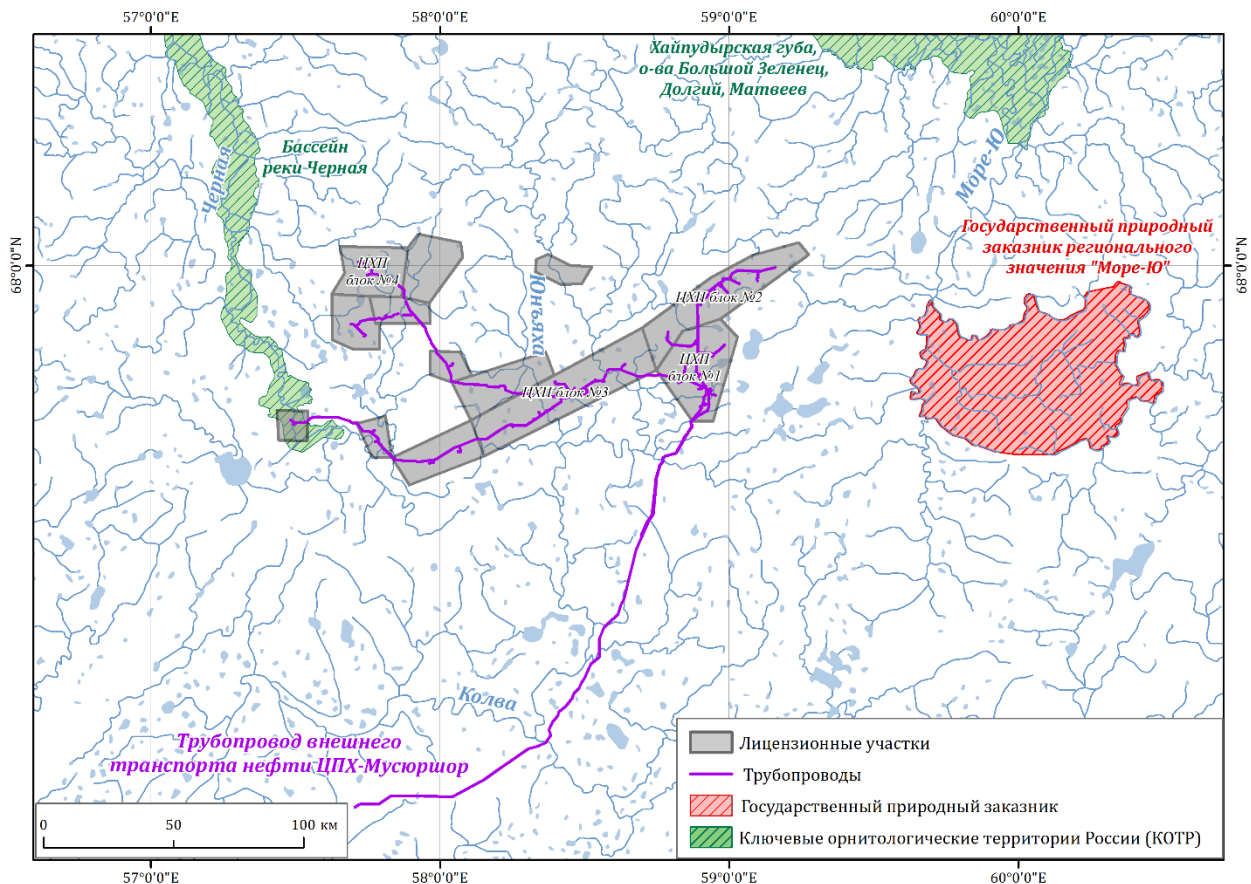 57°0'0"E
58°0'0"E
59°0'0"E
60°0'0"E
Хайпудырская губа,
о-ва Большой Зеленец,
Долгий, Матвеев
Бассейн
реки Черная
Черная
Море-Ю
Государственный природный
заказник регионального
значения "Море-Ю"
68°0'0"N
68°0'0"N
ЦХП
блок №4
Юнъяха
ЦХП блок №2
ЦХП
блок №1
ЦХП блок №3
Колва
Трубопровод внешнего
транспорта нефти ЦПХ-Мусюршор
Лицензионные участки
Трубопроводы
Государственный природный заказник
Ключевые орнитологические территории России (КОТР)
0
50
100 км
57°0'0"E
58°0'0"E
59°0'0"E
60°0'0"E